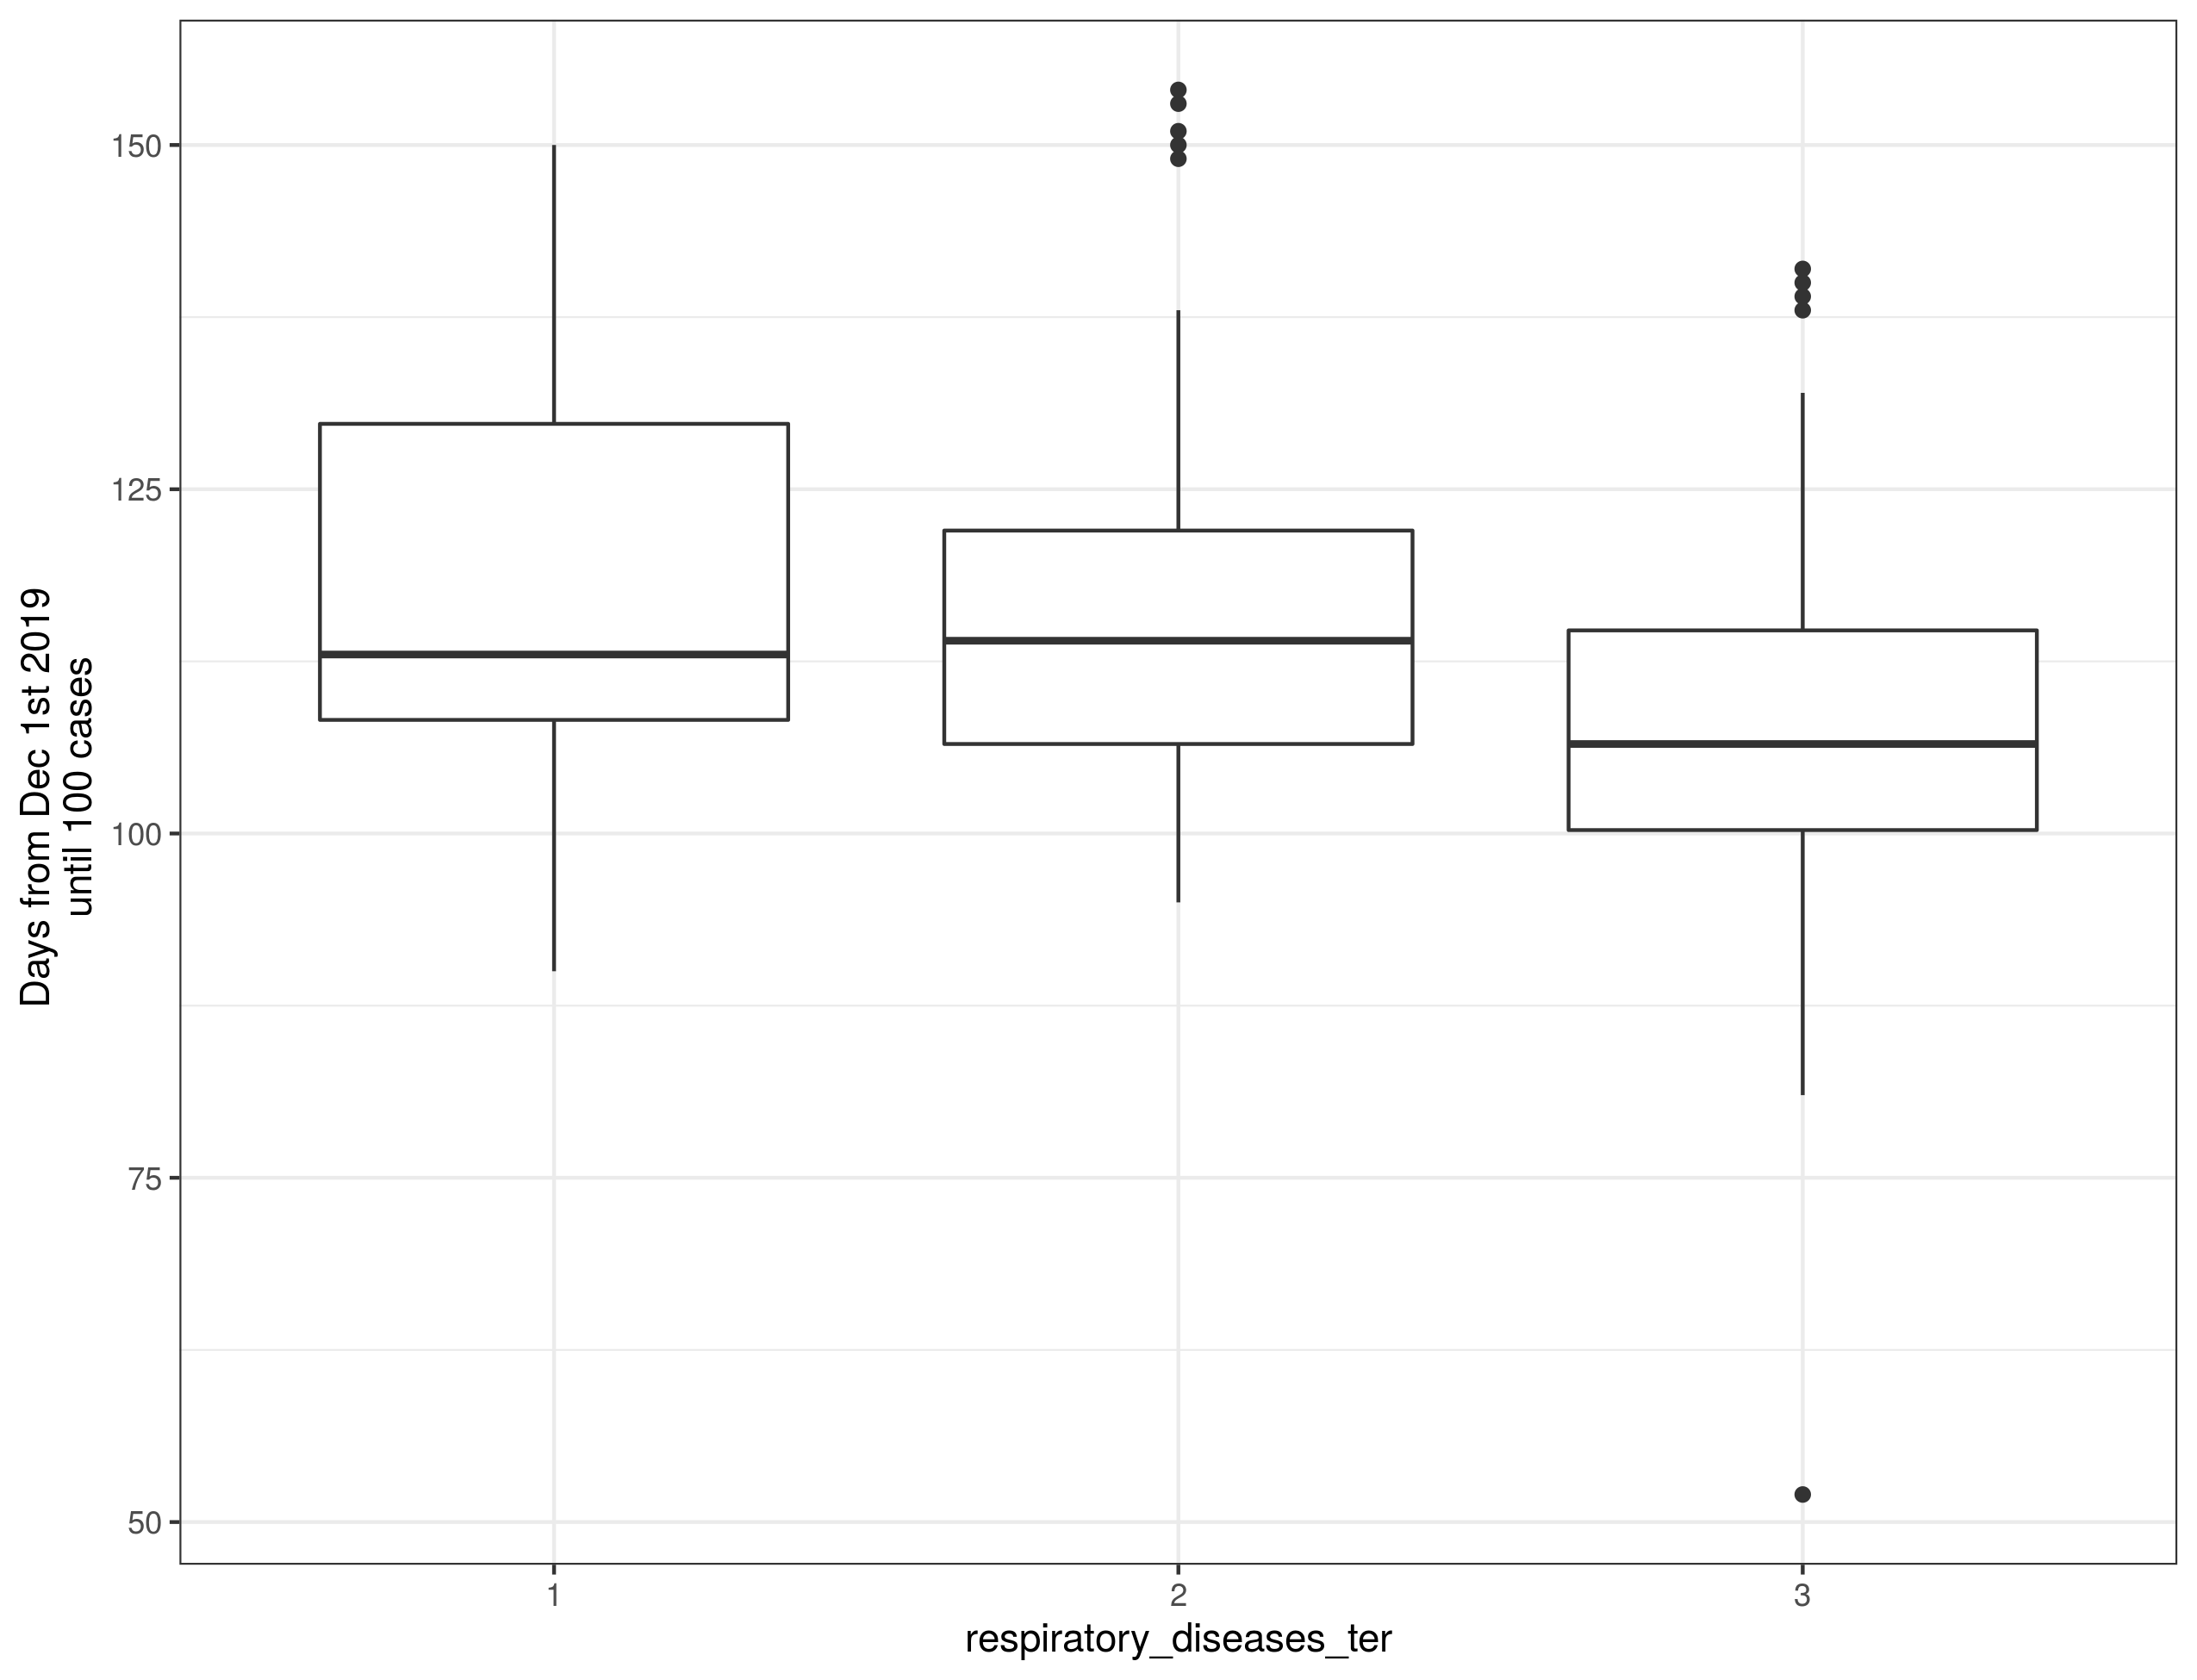 Days from Dec 1st 2019
until 100 cases
150
125
100
75
50
1
2
3
respiratory_diseases_ter